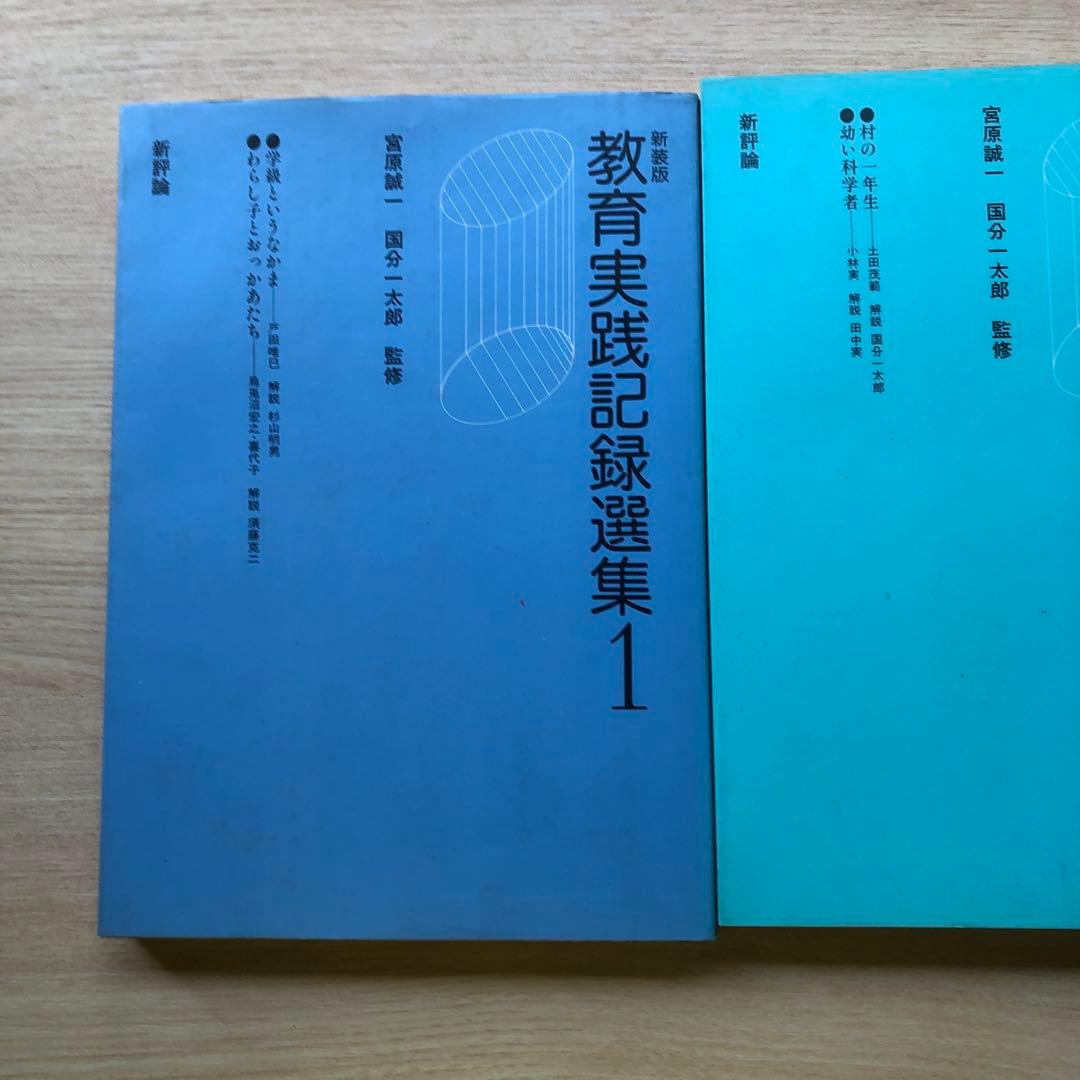 新装版
教育実践記録選集1
宮原誠一 国分一太郎 監修
●学級というなかま――戸田唯巳 解説 杉山明男
●わらし子とおっかあたち――鳥兎沼宏之・喜代子 解説 須藤克三
新評論
宮原誠一 国分一太郎 監修
●村の一年生――土田茂範 解説 国分一太郎
●幼い科学者――小林実 解説 田中実
新評論